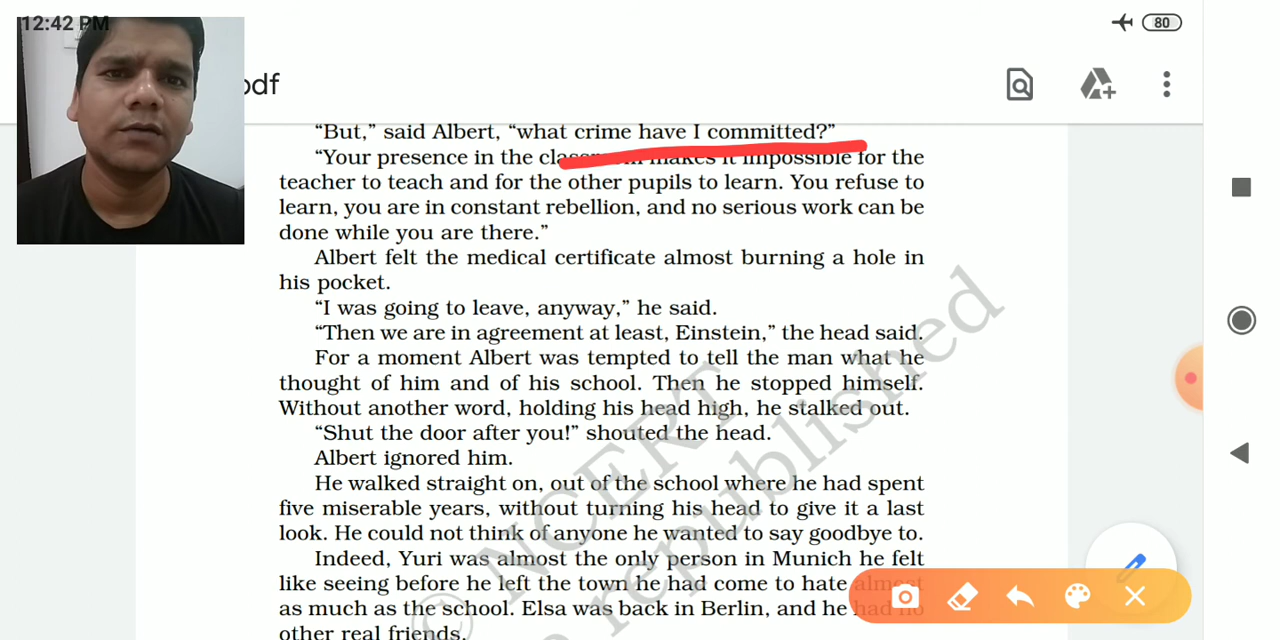 12:42 PM
80
pdf
“But,” said Albert, “what crime have I committed?”
“Your presence in the classroom makes it impossible for the
teacher to teach and for the other pupils to learn. You refuse to
learn, you are in constant rebellion, and no serious work can be
done while you are there.”
Albert felt the medical certificate almost burning a hole in
his pocket.
“I was going to leave, anyway,” he said.
“Then we are in agreement at least, Einstein,” the head said.
For a moment Albert was tempted to tell the man what he
thought of him and of his school. Then he stopped himself.
Without another word, holding his head high, he stalked out.
“Shut the door after you!” shouted the head.
Albert ignored him.
He walked straight on, out of the school where he had spent
five miserable years, without turning his head to give it a last
look. He could not think of anyone he wanted to say goodbye to.
Indeed, Yuri was almost the only person in Munich he felt
like seeing before he left the town he had come to hate almost
as much as the school. Elsa was back in Berlin, and he had no
other real friends.
© NCERT
republished